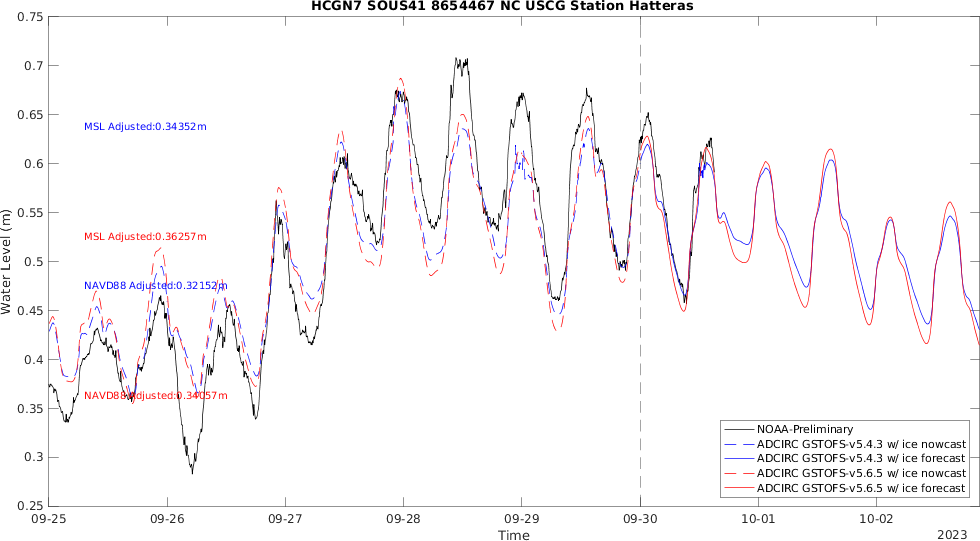 HCGN7 SOUS41 8654467 NC USCG Station Hatteras
Water Level (m)
0.75
0.7
0.65
0.6
0.55
0.5
0.45
0.4
0.35
0.3
0.25
MSL Adjusted:0.34352m
MSL Adjusted:0.36257m
NAVD88 Adjusted:0.32152m
NAVD88 Adjusted:0.34057m
NOAA-Preliminary
ADCIRC GSTOFS-v5.4.3 w/ ice nowcast
ADCIRC GSTOFS-v5.4.3 w/ ice forecast
ADCIRC GSTOFS-v5.6.5 w/ ice nowcast
ADCIRC GSTOFS-v5.6.5 w/ ice forecast
09-25 09-26 09-27 09-28 09-29 09-30 10-01 10-02
Time
2023